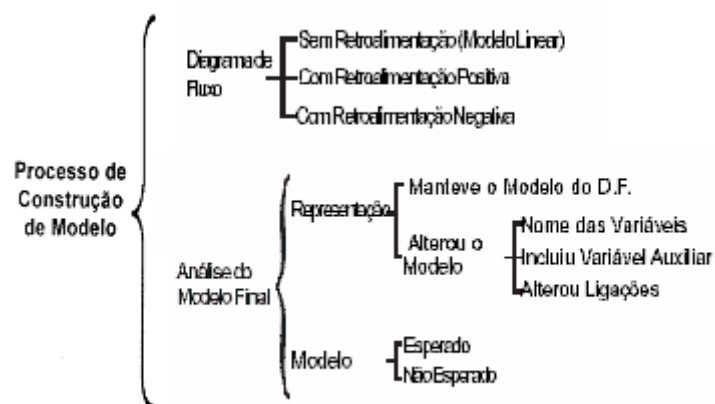 Sem Retroalimentação (Modelo Linear)
Diagrama de
Fluxo
Com Retroalimentação Positiva
Com Retroalimentação Negativa
Processo de
Construção
de Modelo
Manteve o Modelo do D.F.
Representação
Nome das Variáveis
Alterou o
Modelo
Incluiu Variável Auxiliar
Alterou Ligações
Análise do
Modelo Final
Esperado
Modelo
Não Esperado